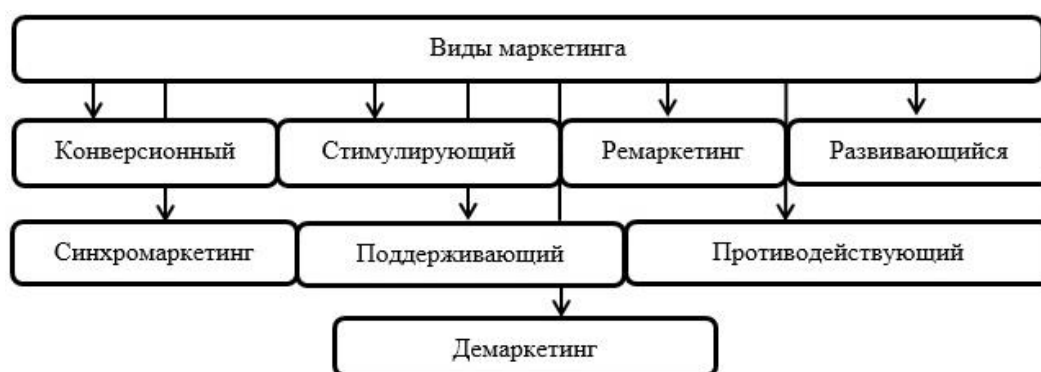 Виды маркетинга
Конверсионный
Стимулирующий
Ремаркетинг
Развивающийся
Синхромаркетинг
Поддерживающий
Противодействующий
Демаркетинг